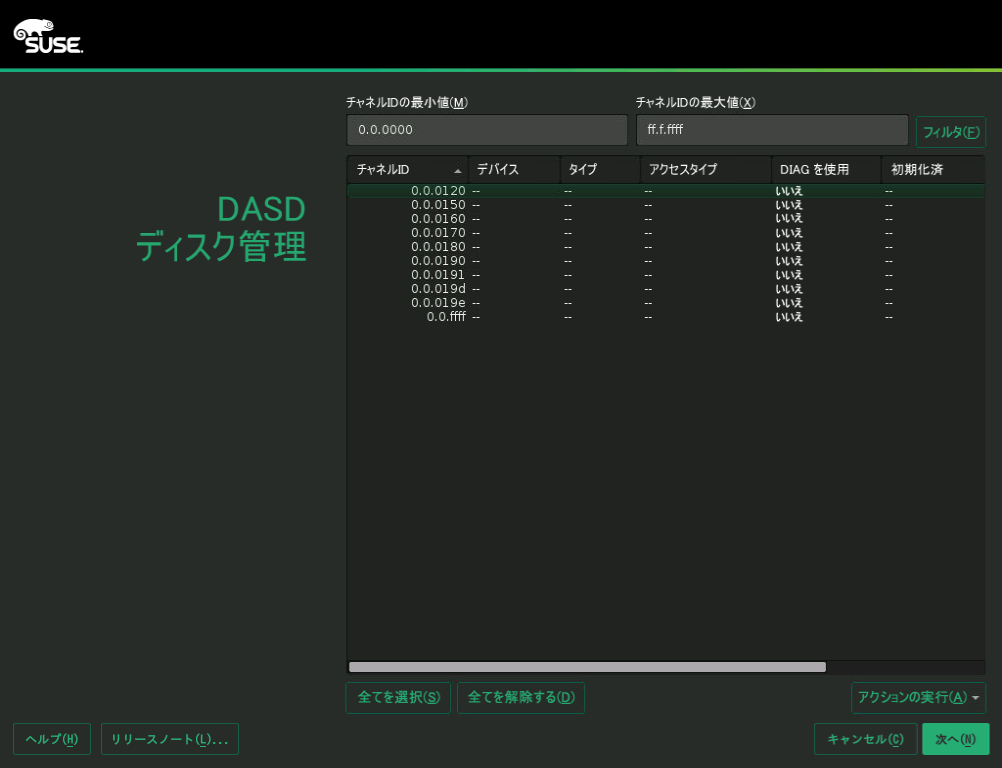 SUSE.
チャネルIDの最小値(M) チャネルIDの最大値(X)
0.0.0000 ff.f.ffff フィルタ(F)
チャネルID デバイス タイプ アクセスタイプ DIAG を使用 初期化済
DASD
ディスク管理
0.0.0120 -- -- -- いいえ --
0.0.0150 -- -- -- いいえ --
0.0.0160 -- -- -- いいえ --
0.0.0170 -- -- -- いいえ --
0.0.0180 -- -- -- いいえ --
0.0.0190 -- -- -- いいえ --
0.0.0191 -- -- -- いいえ --
0.0.019d -- -- -- いいえ --
0.0.019e -- -- -- いいえ --
0.0.ffff -- -- -- いいえ --
全てを選択(S) 全てを解除する(D) アクションの実行(A)
ヘルプ(H) リリースノート(L)... キャンセル(C) 次へ(N)